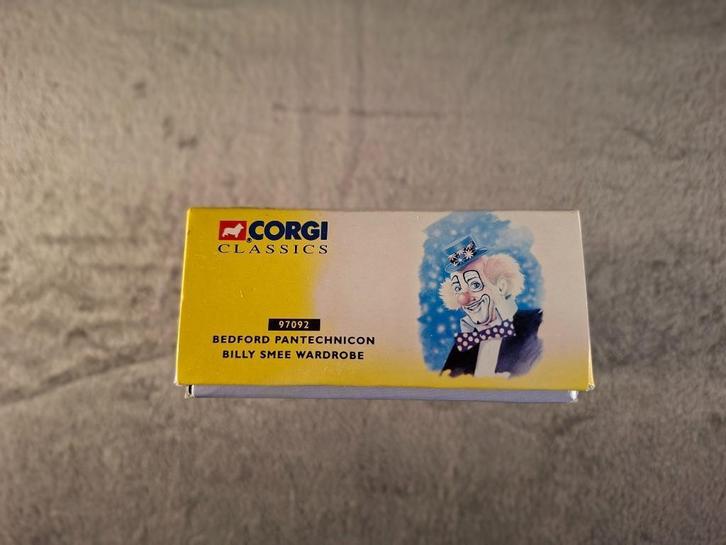 CORGI
CLASSICS
97092
BEDFORD PANTECHNICON
BILLY SMEE WARDROBE